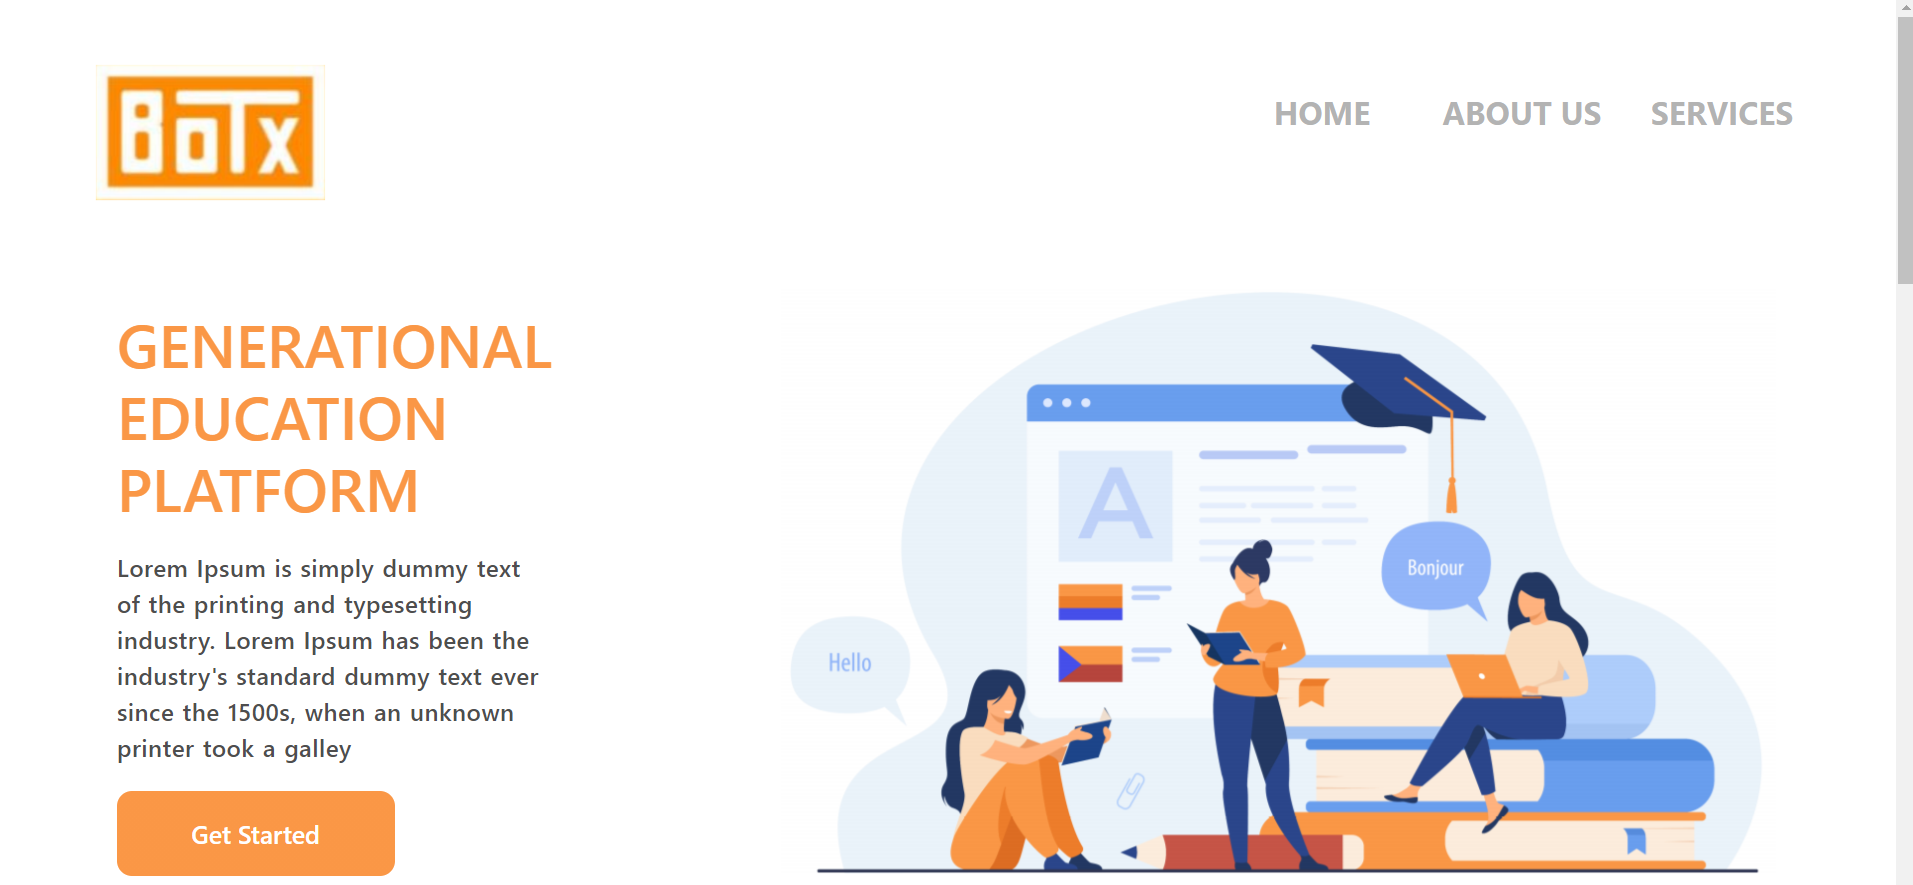 BoTx
HOME ABOUT US SERVICES
GENERATIONAL
EDUCATION
PLATFORM
Lorem Ipsum is simply dummy text
of the printing and typesetting
industry. Lorem Ipsum has been the
industry's standard dummy text ever
since the 1500s, when an unknown
printer took a galley
Get Started
A
Bonjour
Hello